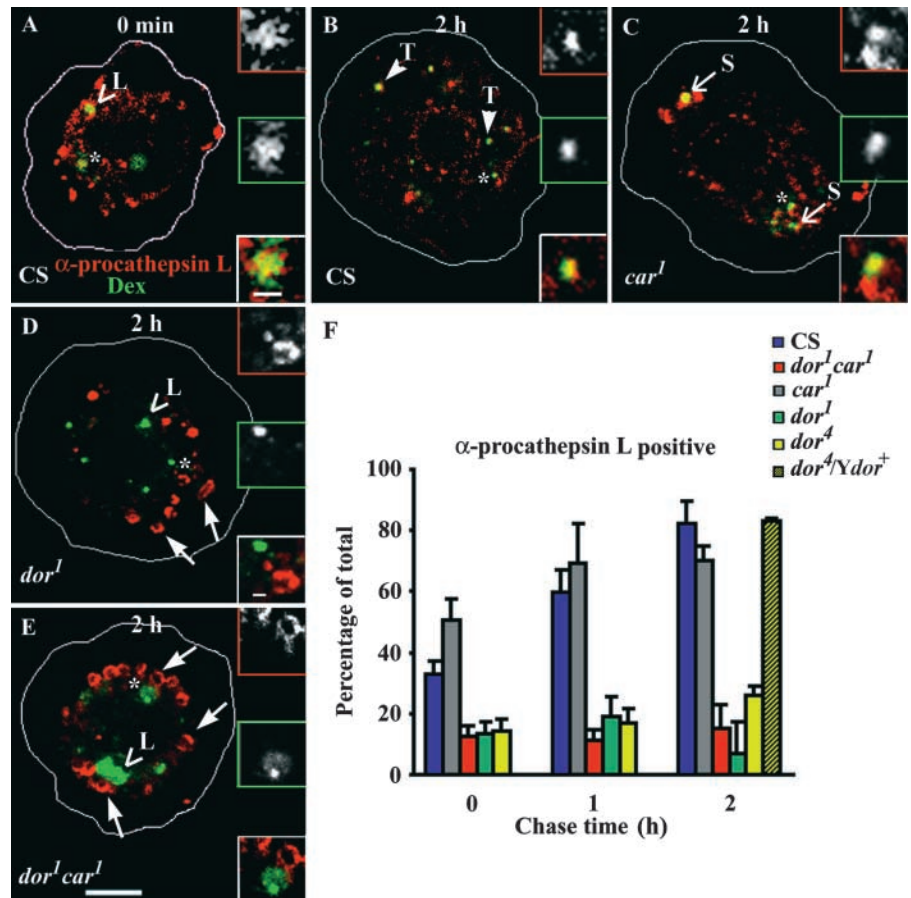 A
0 min
L
*
CS
α-procathepsin L
Dex
B
2 h
T
T
*
CS
C
2 h
S
*
S
car¹
D
2 h
L
*
dor¹
E
2 h
*
L
dor¹car¹
F
CS
dor¹car¹
car¹
dor¹
dor⁴
dor⁴/Ydor⁺
α-procathepsin L positive
Percentage of total
100
80
60
40
20
0
0 1 2
Chase time (h)